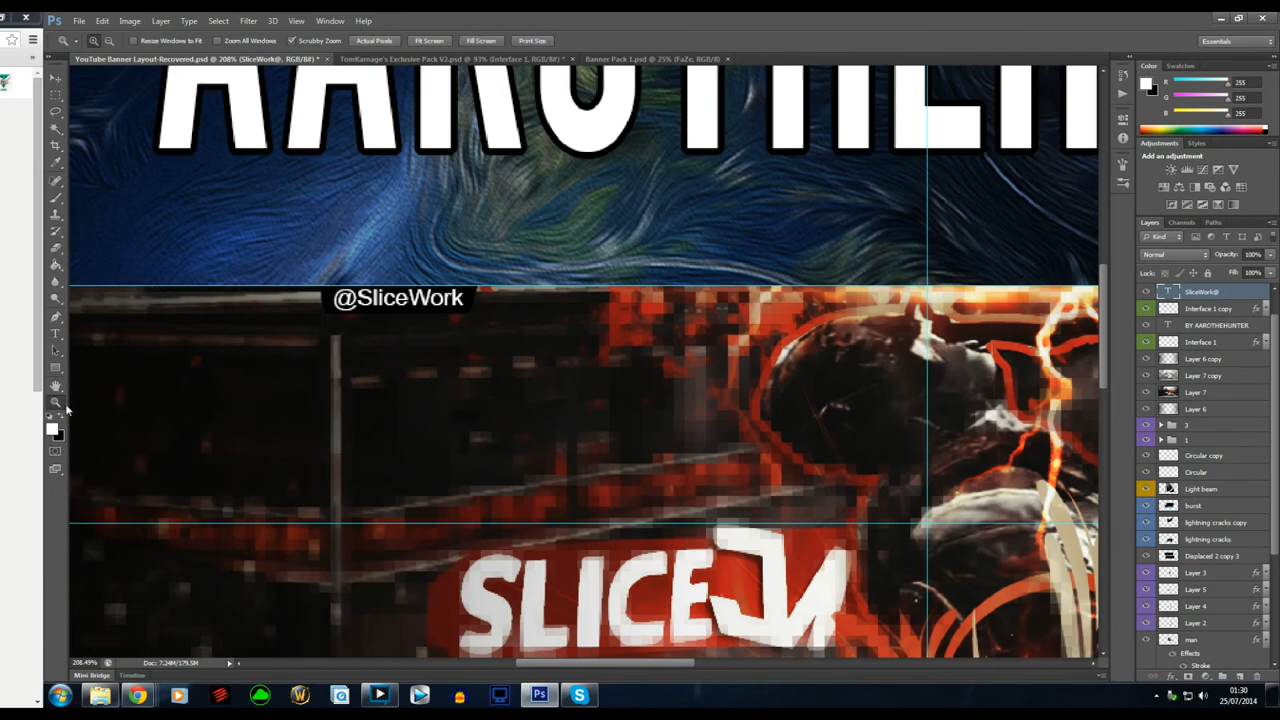 Ps File Edit Image Layer Type Select Filter 3D View Window Help
Resize Windows to Fit Zoom All Windows Scrubby Zoom Actual Pixels Fit Screen Fill Screen Print Size Essentials
YouTube Banner Layout-Recovered.psd @ 208% (SliceWork@, RGB/8#) * × TomKarnage's Exclusive Pack V2.psd @ 93% (Interface 1, RGB/8#) * × Banner Pack 1.psd @ 25% (FaZe, RGB/8) ×
Color Swatches
R 255
G 255
B 255
Adjustments Styles
Add an adjustment
Layers Channels Paths
Kind
Normal Opacity: 100%
Lock: Fill: 100%
@SliceWork
SLICE
SliceWork@
Interface 1 copy fx
BY AAROTHEHUNTER
Interface 1 fx
Layer 6 copy
Layer 7 copy
Layer 7
Layer 6
3
1
Circular copy
Circular
Light beam
burst
lightning cracks copy
lightning cracks
Displaced 2 copy 3
Layer 3 fx
Layer 5
Layer 4
Layer 2
man
Effects
Stroke
208.49% Doc: 7.24M/179.5M
Mini Bridge Timeline
01:30
25/07/2014